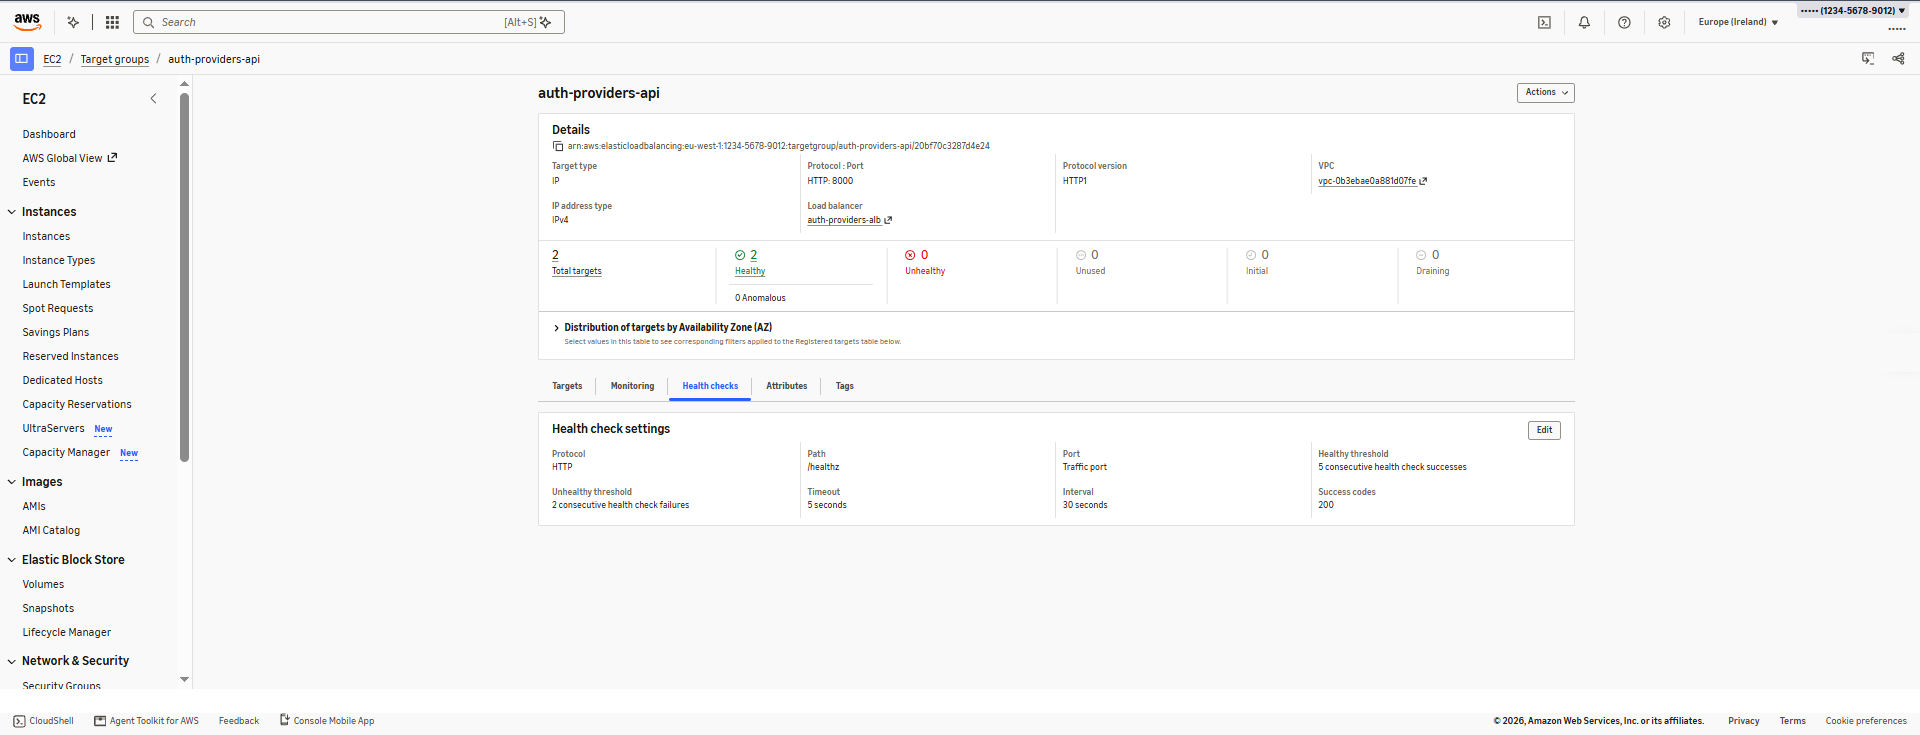 aws
Search [Alt+S]
Europe (Ireland) ▼
••••• (1234-5678-9012) ▼
•••••
EC2 / Target groups / auth-providers-api
EC2
Dashboard
AWS Global View
Events
Instances
Instances
Instance Types
Launch Templates
Spot Requests
Savings Plans
Reserved Instances
Dedicated Hosts
Capacity Reservations
UltraServers New
Capacity Manager New
Images
AMIs
AMI Catalog
Elastic Block Store
Volumes
Snapshots
Lifecycle Manager
Network & Security
Security Groups
auth-providers-api
Actions
Details
arn:aws:elasticloadbalancing:eu-west-1:1234-5678-9012:targetgroup/auth-providers-api/20bf70c3287d4e24
Target type
IP
Protocol : Port
HTTP: 8000
Protocol version
HTTP1
VPC
vpc-0b3ebae0a881d07fe
IP address type
IPv4
Load balancer
auth-providers-alb
2
Total targets
2
Healthy
0 Anomalous
0
Unhealthy
0
Unused
0
Initial
0
Draining
Distribution of targets by Availability Zone (AZ)
Select values in this table to see corresponding filters applied to the Registered targets table below.
Targets
Monitoring
Health checks
Attributes
Tags
Health check settings
Edit
Protocol
HTTP
Path
/healthz
Port
Traffic port
Healthy threshold
5 consecutive health check successes
Unhealthy threshold
2 consecutive health check failures
Timeout
5 seconds
Interval
30 seconds
Success codes
200
CloudShell
Agent Toolkit for AWS
Feedback
Console Mobile App
© 2026, Amazon Web Services, Inc. or its affiliates.
Privacy
Terms
Cookie preferences